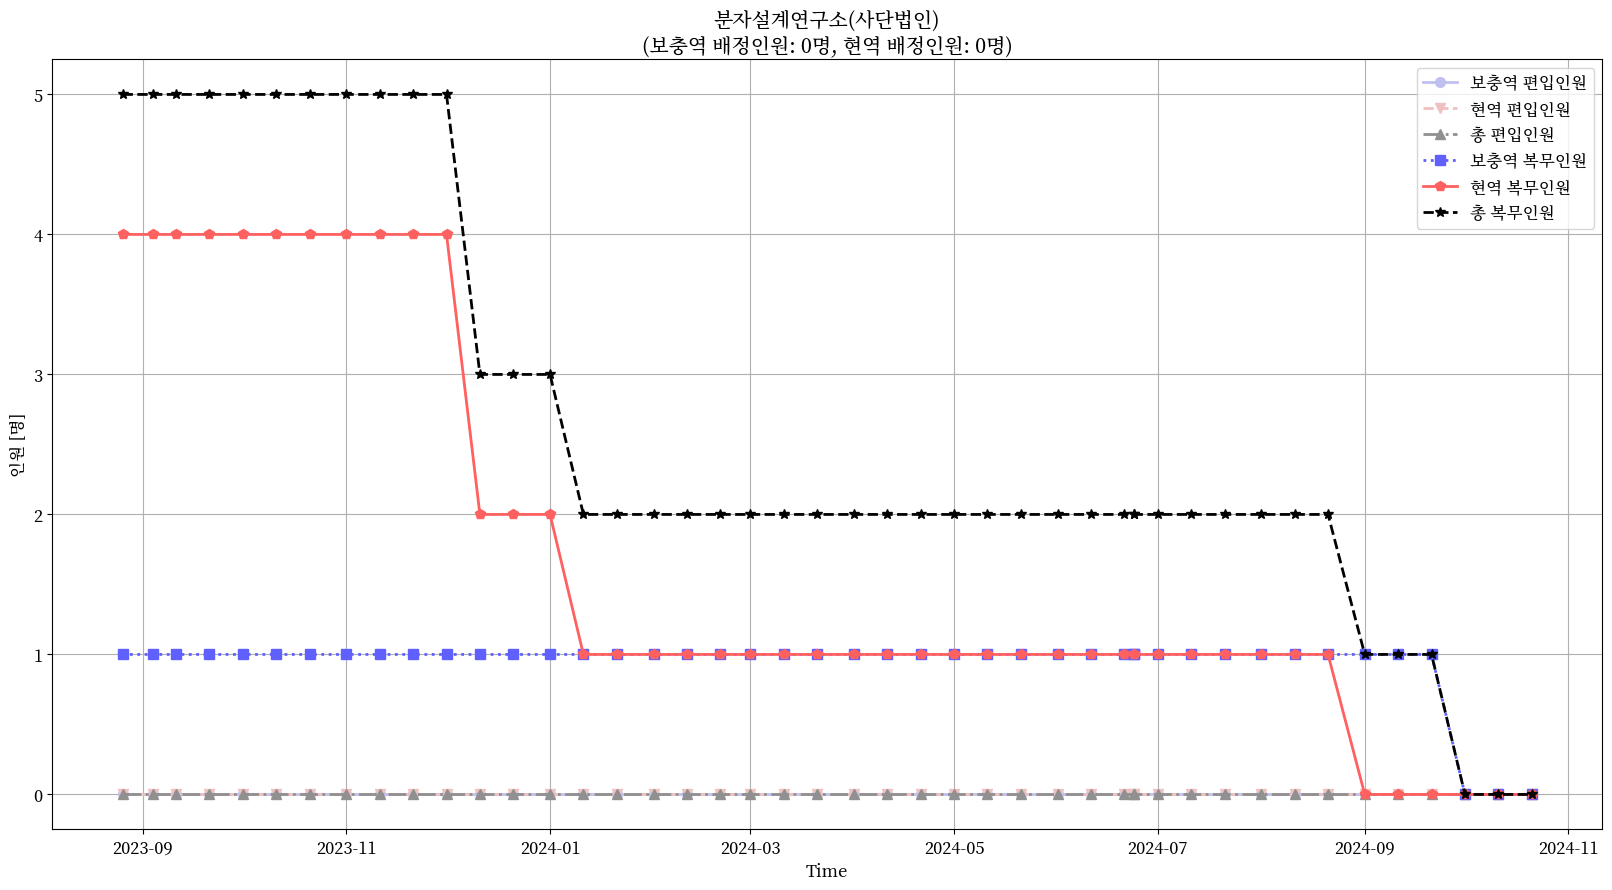 분자설계연구소(사단법인)
(보충역 배정인원: 0명, 현역 배정인원: 0명)
보충역 편입인원
현역 편입인원
총 편입인원
보충역 복무인원
현역 복무인원
총 복무인원
인원 [명]
5
4
3
2
1
0
2023-09
2023-11
2024-01
2024-03
2024-05
2024-07
2024-09
2024-11
Time